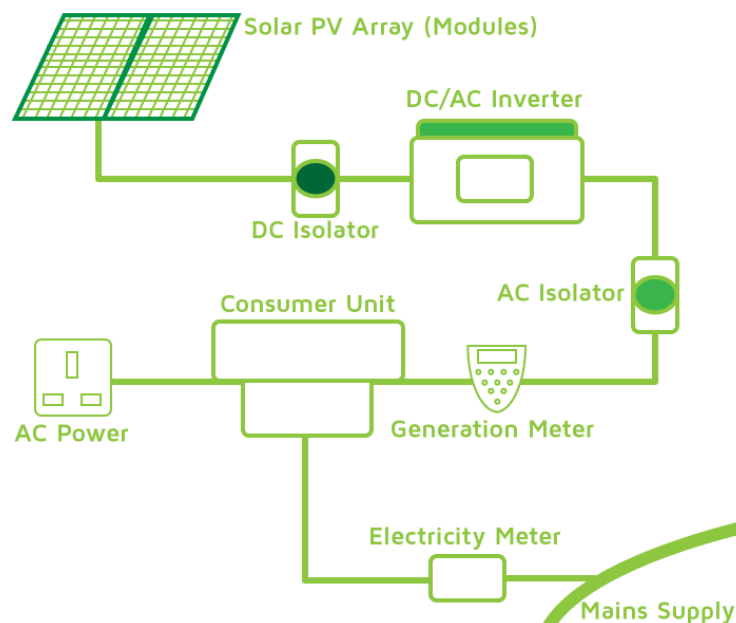 Solar PV Array (Modules)
DC/AC Inverter
DC Isolator
AC Isolator
Consumer Unit
AC Power
Generation Meter
Electricity Meter
Mains Supply